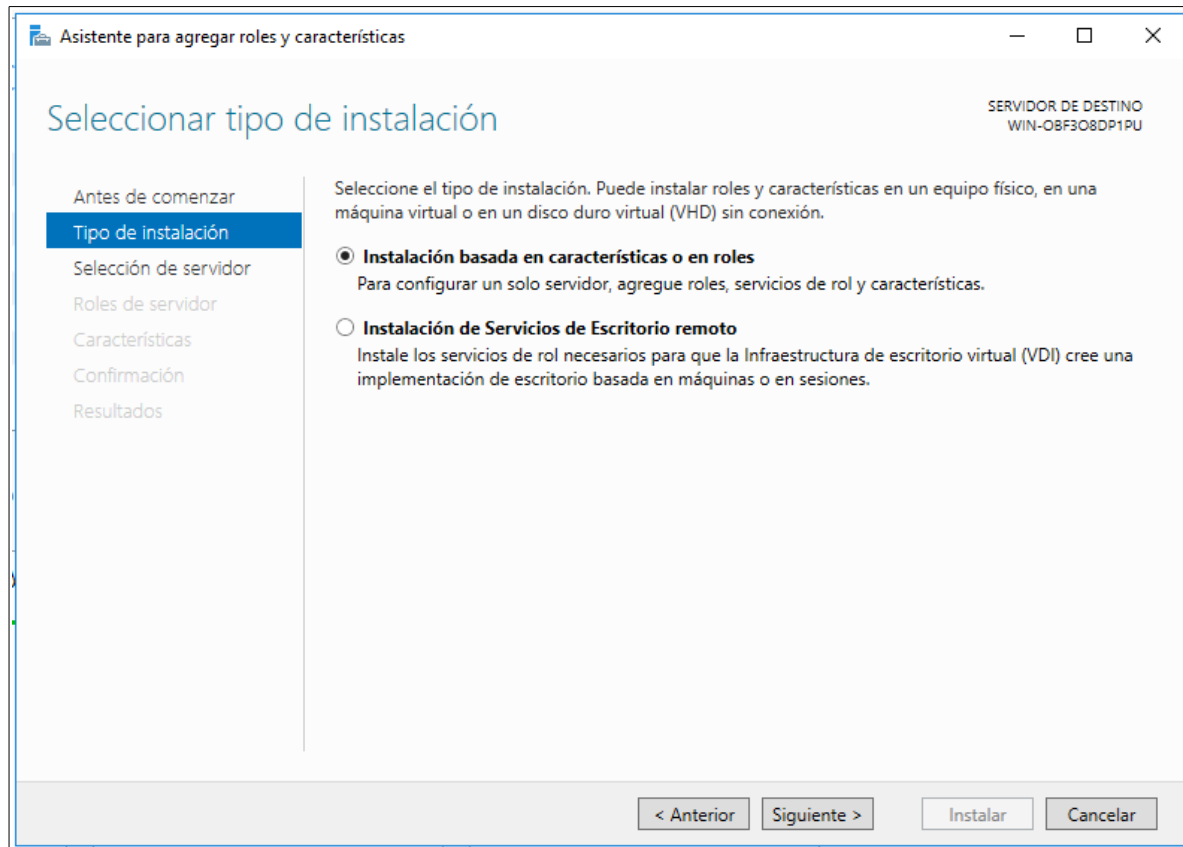 Asistente para agregar roles y características
Seleccionar tipo de instalación
SERVIDOR DE DESTINO
WIN-OBF3O8DP1PU
Antes de comenzar
Tipo de instalación
Selección de servidor
Roles de servidor
Características
Confirmación
Resultados
Seleccione el tipo de instalación. Puede instalar roles y características en un equipo físico, en una
máquina virtual o en un disco duro virtual (VHD) sin conexión.
Instalación basada en características o en roles
Para configurar un solo servidor, agregue roles, servicios de rol y características.
Instalación de Servicios de Escritorio remoto
Instale los servicios de rol necesarios para que la Infraestructura de escritorio virtual (VDI) cree una
implementación de escritorio basada en máquinas o en sesiones.
< Anterior
Siguiente >
Instalar
Cancelar